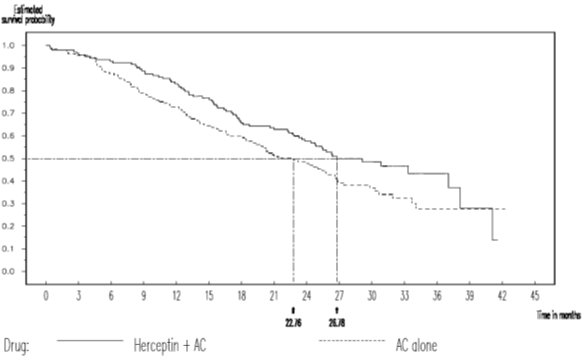 Estimated
survival probability
1.0
0.9
0.8
0.7
0.6
0.5
0.4
0.3
0.2
0.1
0.0
0 3 6 9 12 15 18 21 24 27 30 33 36 39 42 45
22.76 26.78
Time in months
Drug: Herceptin + AC AC alone